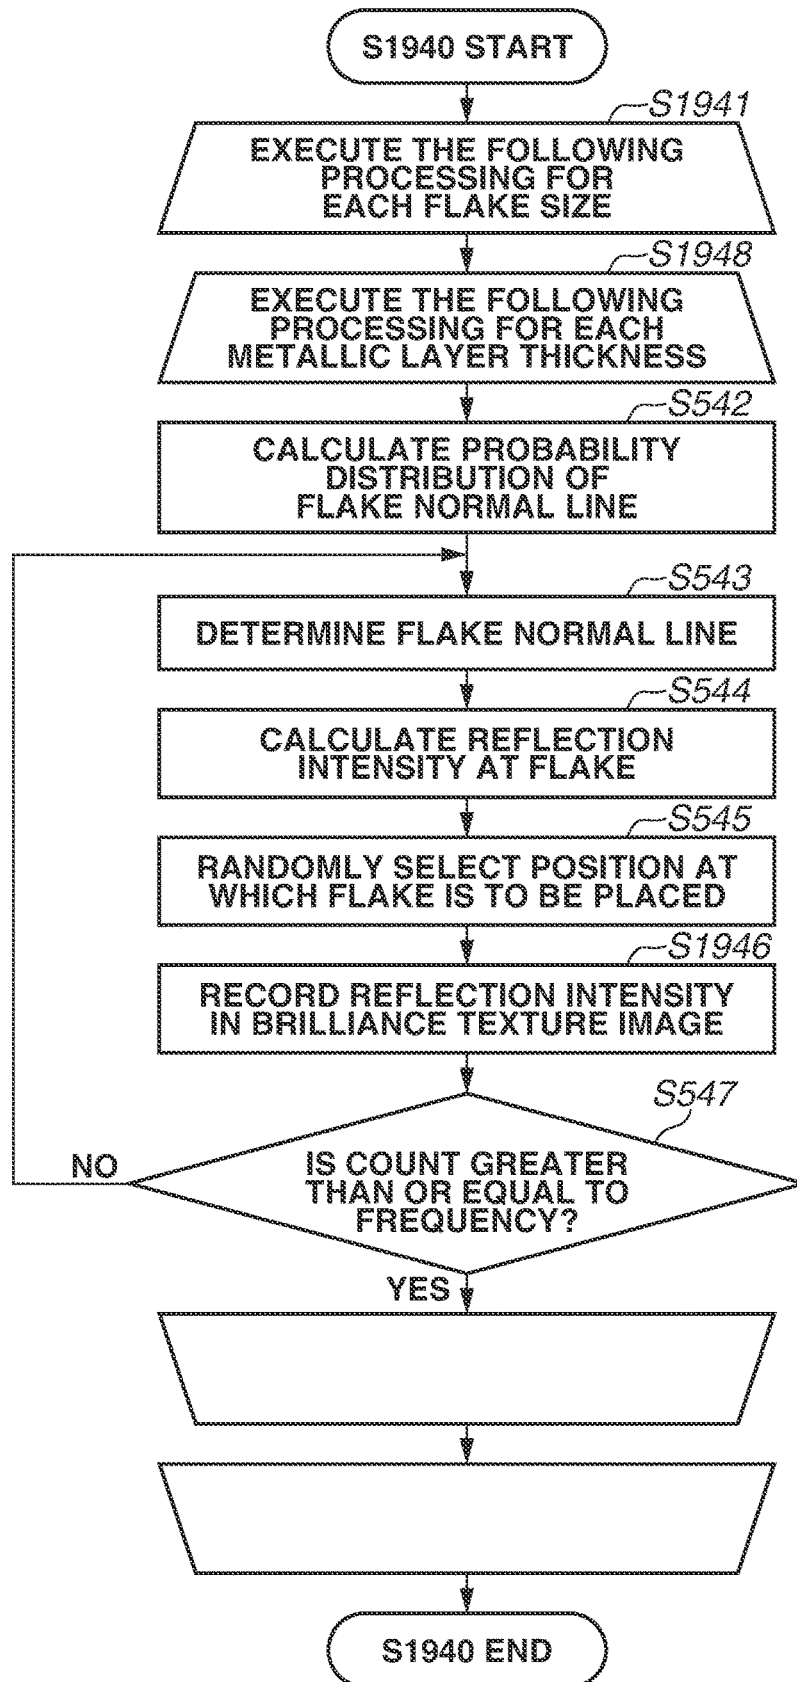 S1940 START
S1941
EXECUTE THE FOLLOWING
PROCESSING FOR
EACH FLAKE SIZE
S1948
EXECUTE THE FOLLOWING
PROCESSING FOR EACH
METALLIC LAYER THICKNESS
S542
CALCULATE PROBABILITY
DISTRIBUTION OF
FLAKE NORMAL LINE
S543
DETERMINE FLAKE NORMAL LINE
S544
CALCULATE REFLECTION
INTENSITY AT FLAKE
S545
RANDOMLY SELECT POSITION AT
WHICH FLAKE IS TO BE PLACED
S1946
RECORD REFLECTION INTENSITY
IN BRILLIANCE TEXTURE IMAGE
S547
NO
IS COUNT GREATER
THAN OR EQUAL TO
FREQUENCY?
YES
S1940 END